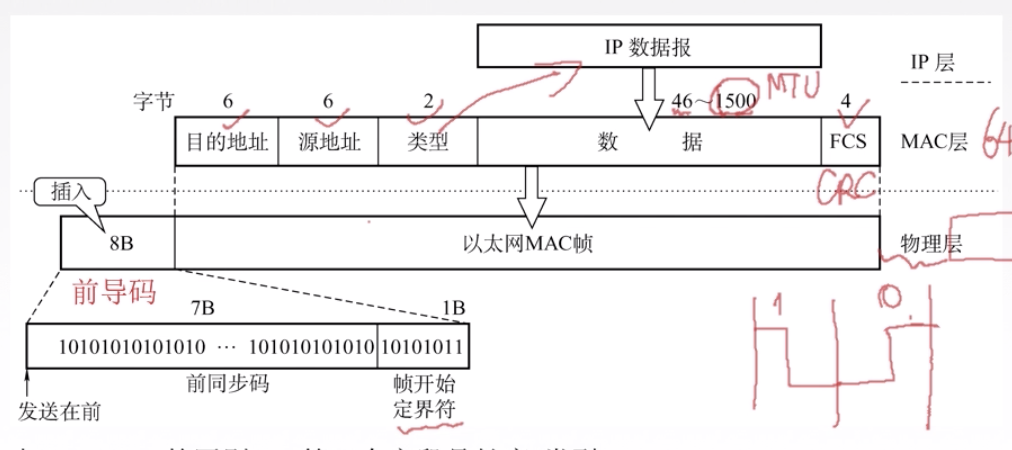 IP 数据报
IP 层
MTU
字节 6 6 2 46～1500 4
目的地址 源地址 类型 数 据 FCS MAC层
CRC
插入
8B 以太网MAC帧 物理层
前导码
7B 1B
10101010101010 … 101010101010 10101011
前同步码 帧开始
定界符
发送在前
1 0